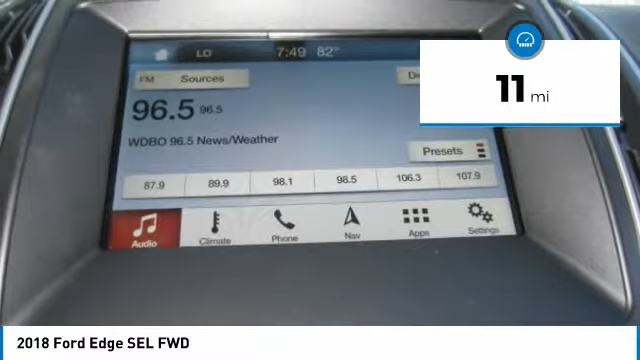 LO 7:49 82°
FM Sources
96.5 96.5
WDBO 96.5 News/Weather
Presets
87.9 89.9 98.1 98.5 106.3 107.9
Audio Climate Phone Nav Apps Settings
11 mi
2018 Ford Edge SEL FWD